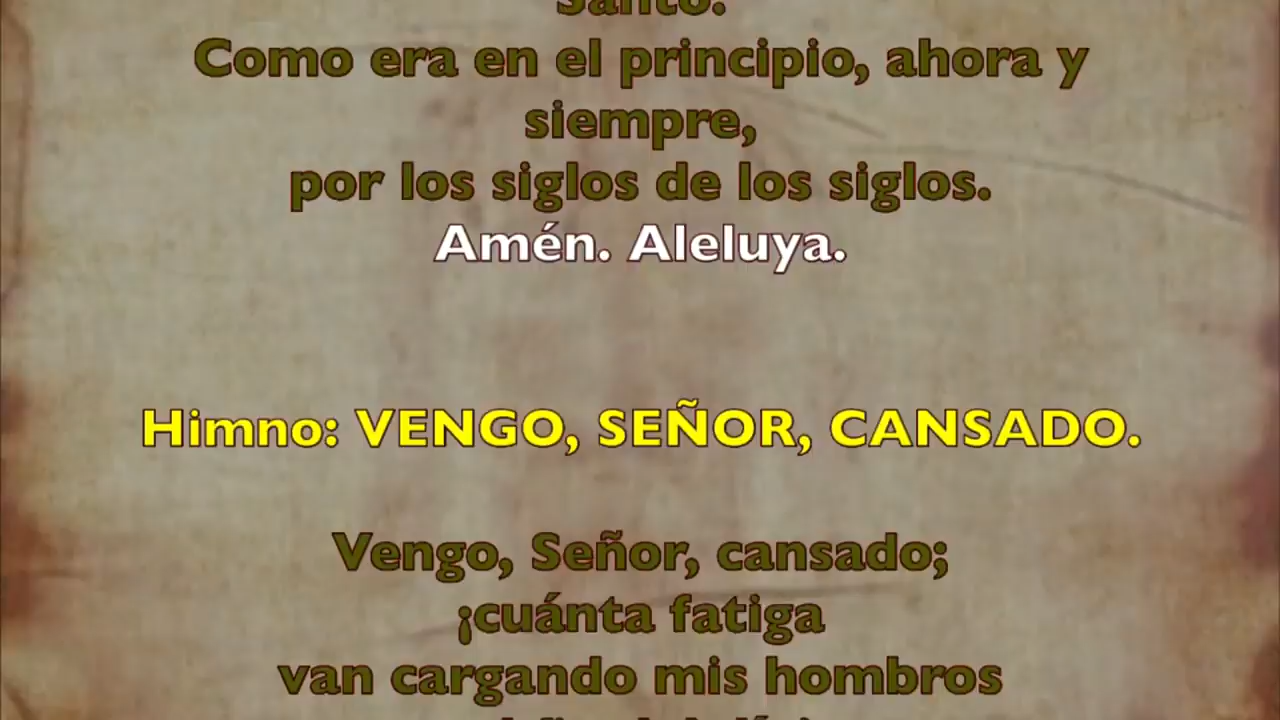 Santo.
Como era en el principio, ahora y
siempre,
por los siglos de los siglos.
Amén. Aleluya.
Himno: VENGO, SEÑOR, CANSADO.
Vengo, Señor, cansado;
¡cuánta fatiga
van cargando mis hombros